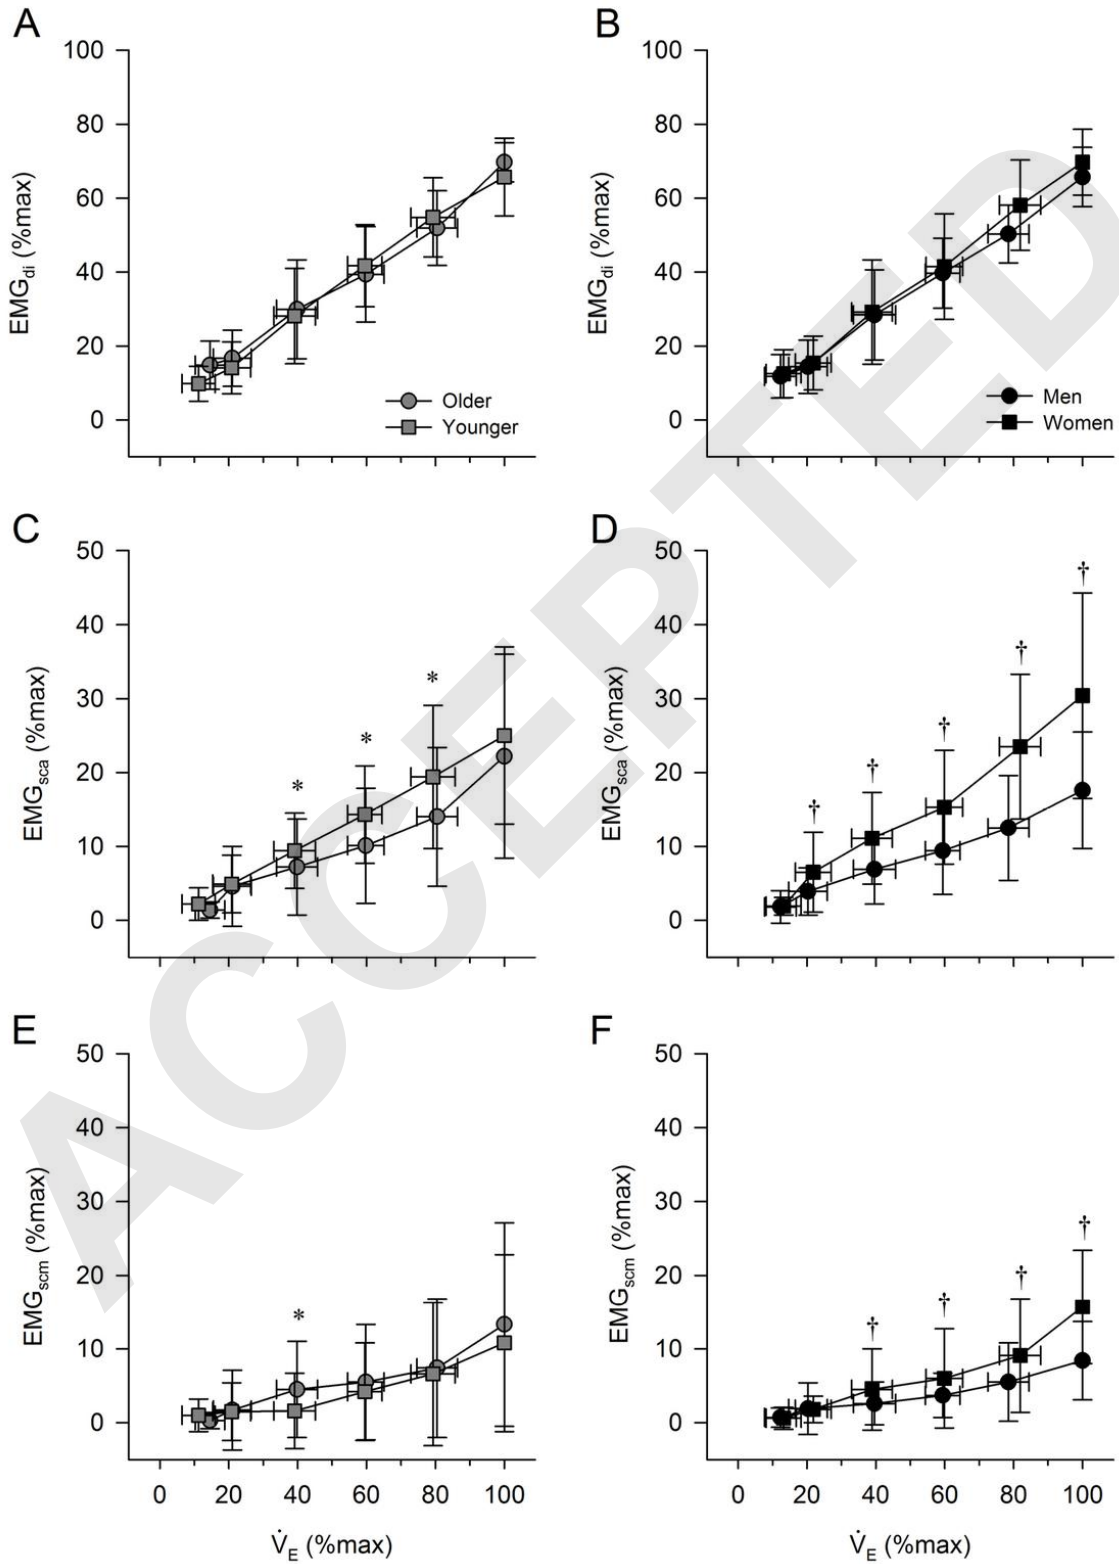 A
100
80
60
40
20
0
EMGdi (%max)
Older
Younger
B
100
80
60
40
20
0
EMGdi (%max)
Men
Women
C
50
40
30
20
10
0
EMGsca (%max)
*
*
*
D
50
40
30
20
10
0
EMGsca (%max)
†
†
†
†
†
E
50
40
30
20
10
0
EMGscm (%max)
*
0 20 40 60 80 100
V̇E (%max)
F
50
40
30
20
10
0
EMGscm (%max)
†
†
†
†
0 20 40 60 80 100
V̇E (%max)
ACCEPTED